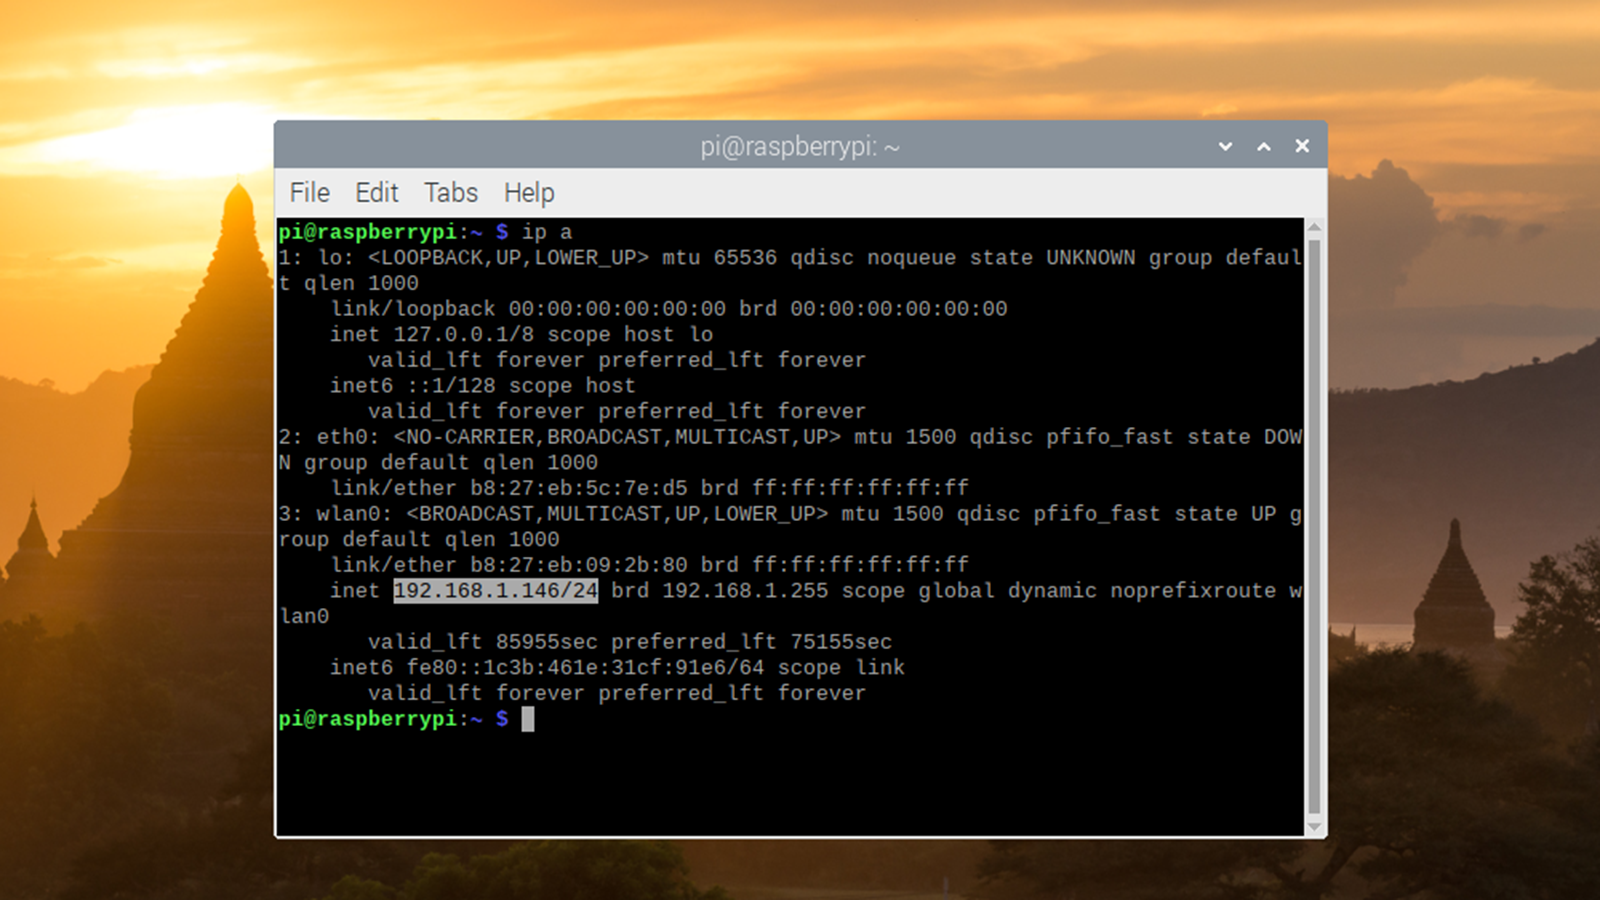 pi@raspberrypi: ~
File Edit Tabs Help
pi@raspberrypi:~ $ ip a
1: lo: <LOOPBACK,UP,LOWER_UP> mtu 65536 qdisc noqueue state UNKNOWN group defaul
t qlen 1000
    link/loopback 00:00:00:00:00:00 brd 00:00:00:00:00:00
    inet 127.0.0.1/8 scope host lo
       valid_lft forever preferred_lft forever
    inet6 ::1/128 scope host
       valid_lft forever preferred_lft forever
2: eth0: <NO-CARRIER,BROADCAST,MULTICAST,UP> mtu 1500 qdisc pfifo_fast state DOW
N group default qlen 1000
    link/ether b8:27:eb:5c:7e:d5 brd ff:ff:ff:ff:ff:ff
3: wlan0: <BROADCAST,MULTICAST,UP,LOWER_UP> mtu 1500 qdisc pfifo_fast state UP g
roup default qlen 1000
    link/ether b8:27:eb:09:2b:80 brd ff:ff:ff:ff:ff:ff
    inet 192.168.1.146/24 brd 192.168.1.255 scope global dynamic noprefixroute w
lan0
       valid_lft 85955sec preferred_lft 75155sec
    inet6 fe80::1c3b:461e:31cf:91e6/64 scope link
       valid_lft forever preferred_lft forever
pi@raspberrypi:~ $